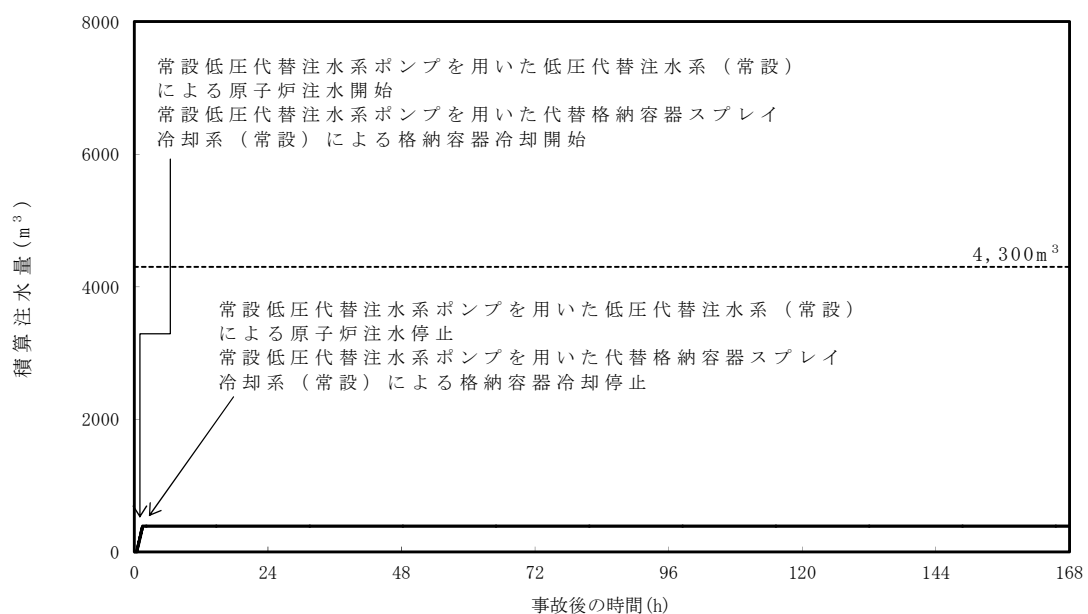 8000
常設低圧代替注水系ポンプを用いた低圧代替注水系（常設）
による原子炉注水開始
常設低圧代替注水系ポンプを用いた代替格納容器スプレイ
冷却系（常設）による格納容器冷却開始
6000
積算注水量(m³)
4,300m³
4000
常設低圧代替注水系ポンプを用いた低圧代替注水系（常設）
による原子炉注水停止
常設低圧代替注水系ポンプを用いた代替格納容器スプレイ
冷却系（常設）による格納容器冷却停止
2000
0
0 24 48 72 96 120 144 168
事故後の時間(h)